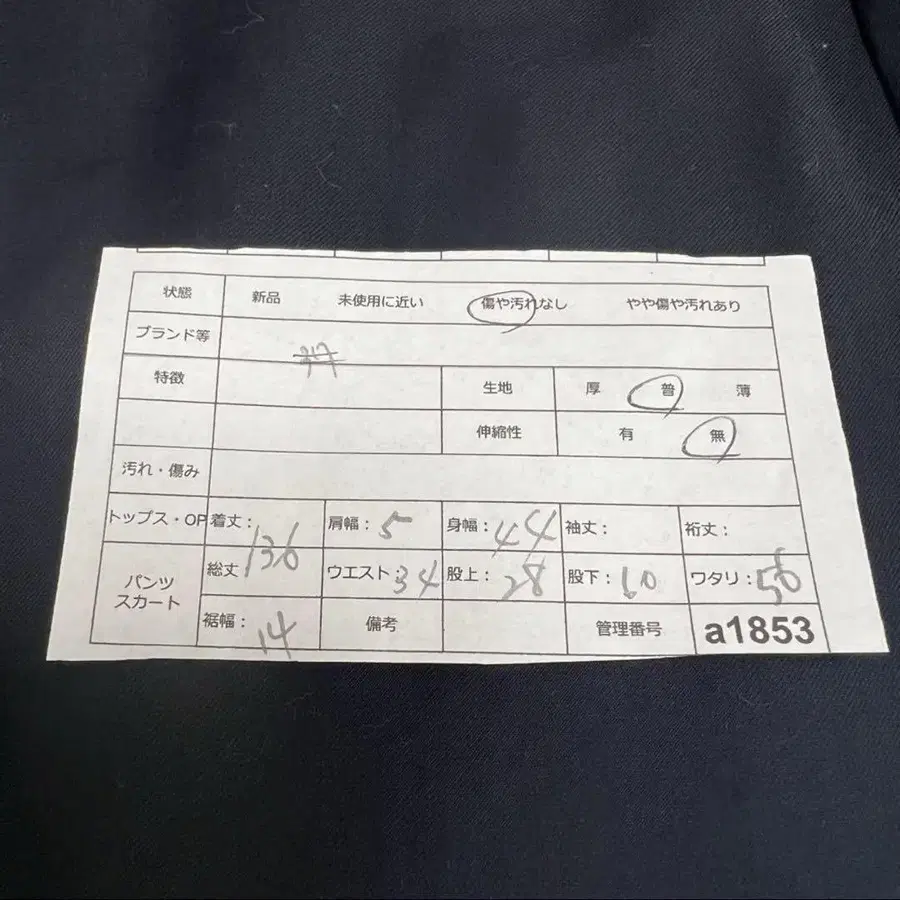 状態 新品 未使用に近い 傷や汚れなし やや傷や汚れあり
ブランド等
特徴 生地 厚 普 薄
伸縮性 有 無
汚れ・傷み
トップス・OP 着丈： 肩幅：5 身幅：44 袖丈： 裄丈：
パンツ スカート 総丈 136 ウエスト：34 股上：28 股下：60 ワタリ：
裾幅：14 備考 管理番号 a1853